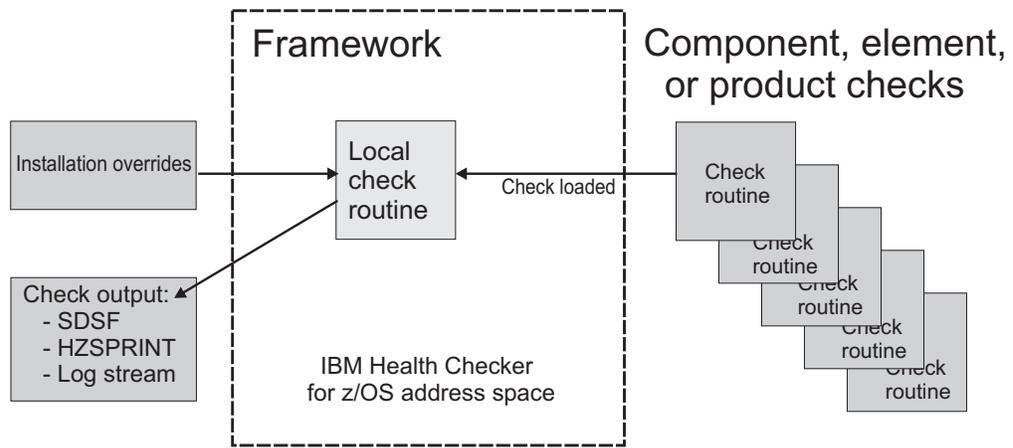 Framework
Component, element,
or product checks
Installation overrides
Local
check
routine
Check loaded
Check
routine
Check
routine
Check
routine
Check
routine
Check
routine
Check output:
- SDSF
- HZSPRINT
- Log stream
IBM Health Checker
for z/OS address space